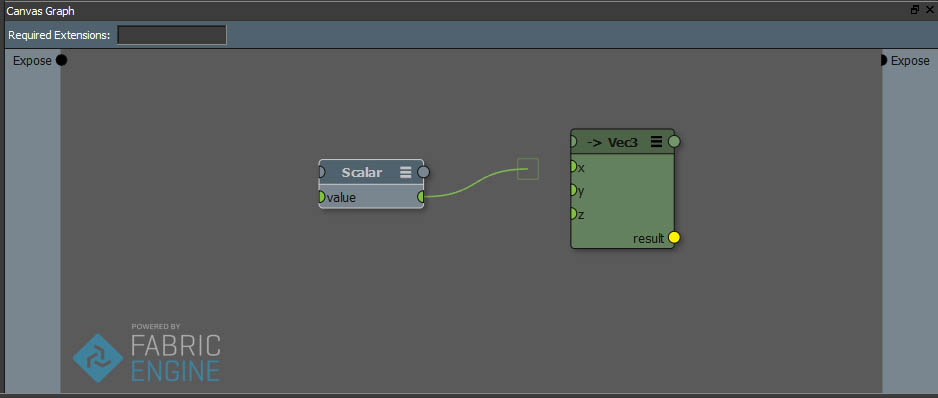 Canvas Graph
Required Extensions:
Expose
Expose
-> Vec3
Scalar
x
value
y
z
result
POWERED BY
FABRIC
ENGINE